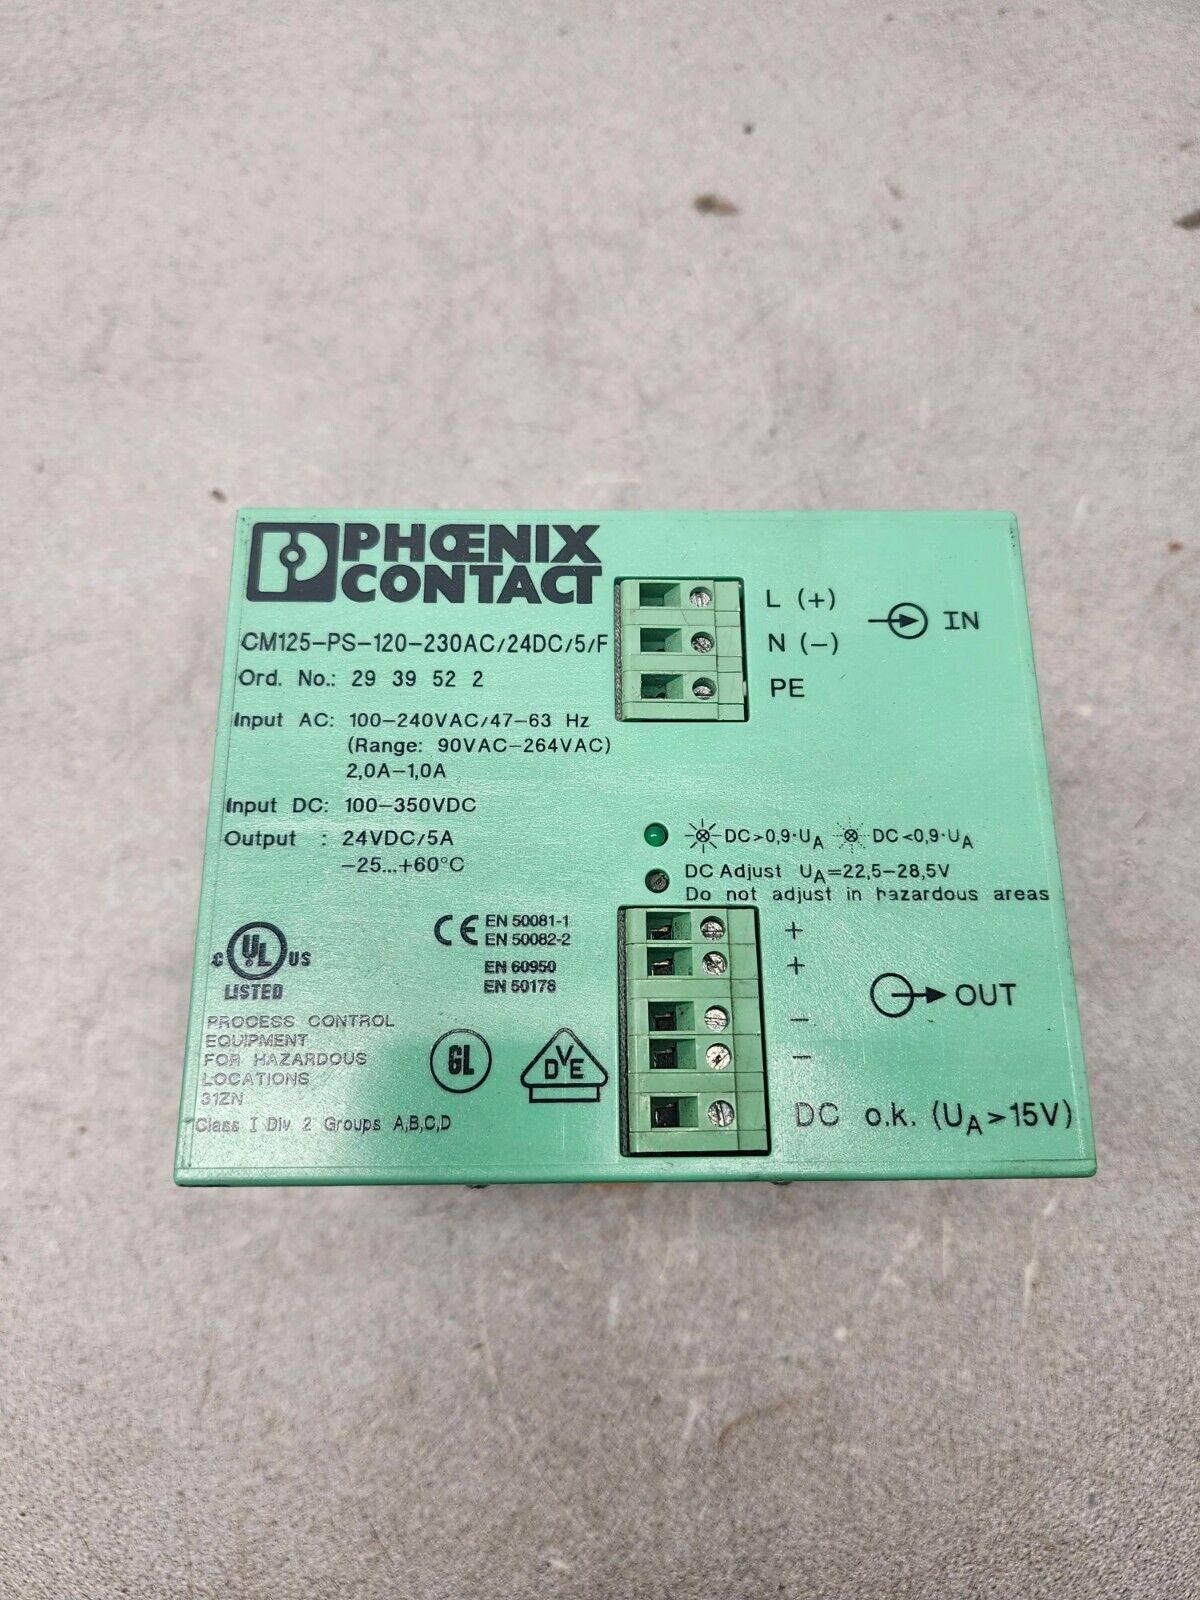 PHŒNIX
CONTACT
CM125-PS-120-230AC/24DC/5/F
Ord. No.: 29 39 52 2
Input AC: 100-240VAC/47-63 Hz
(Range: 90VAC-264VAC)
2,0A-1,0A
Input DC: 100-350VDC
Output : 24VDC/5A
-25...+60°C
L (+)
N (-)
PE
IN
DC>0,9·UA DC<0,9·UA
DC Adjust UA=22,5-28,5V
Do not adjust in hazardous areas
CE EN 50081-1
EN 50082-2
EN 60950
EN 50178
C UL US
LISTED
PROCESS CONTROL
EQUIPMENT
FOR HAZARDOUS
LOCATIONS
31ZN
Class I Div 2 Groups A,B,C,D
GL
DVE
+
+
-
-
OUT
DC o.k. (UA>15V)